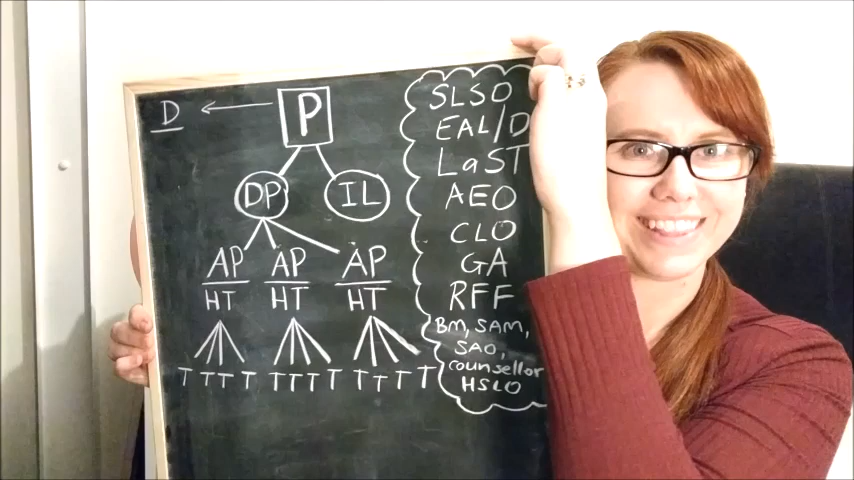 D P
DP IL
AP AP AP
HT HT HT
T T T T T T T T T T T T
SLSO
EAL/D
LaST
AEO
CLO
GA
RFF
BM, SAM,
SAO,
counsellor
HSLO